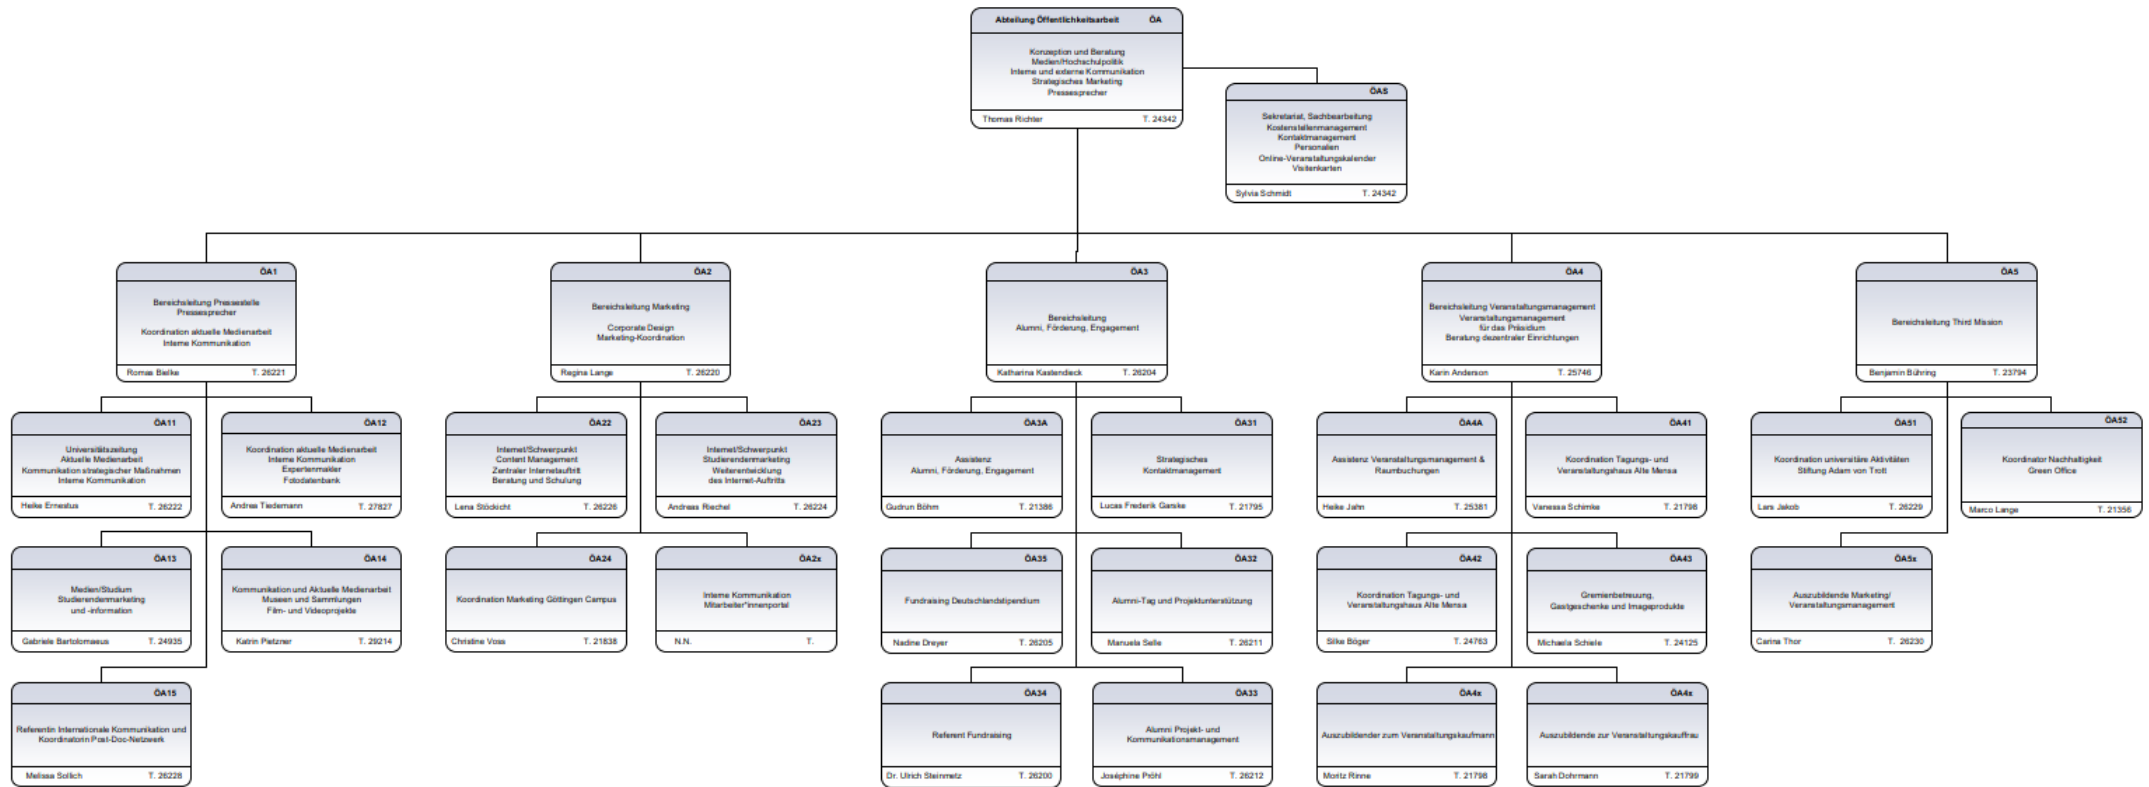 Abteilung Öffentlichkeitsarbeit ÖA
Konzeption und Beratung
Medien/Hochschulpolitik
Interne und externe Kommunikation
Strategisches Marketing
Pressesprecher
Thomas Richter T. 24342
ÖAS
Sekretariat, Sachbearbeitung
Kostenstellenmanagement
Kontaktmanagement
Personalien
Online-Veranstaltungskalender
Visitenkarten
Sylvia Schmidt T. 24342
ÖA1
Bereichsleitung Pressestelle
Pressesprecher
Koordination aktuelle Medienarbeit
Interne Kommunikation
Romas Bielke T. 26221
ÖA2
Bereichsleitung Marketing
Corporate Design
Marketing-Koordination
Regina Lange T. 26220
ÖA3
Bereichsleitung
Alumni, Förderung, Engagement
Katharina Kastendieck T. 26204
ÖA4
Bereichsleitung Veranstaltungsmanagement
Veranstaltungsmanagement
für das Präsidium
Beratung dezentraler Einrichtungen
Karin Anderson T. 25746
ÖA5
Bereichsleitung Third Mission
Benjamin Bühring T. 23794
ÖA11
Universitätszeitung
Aktuelle Medienarbeit
Kommunikation strategischer Maßnahmen
Interne Kommunikation
Heike Ernestus T. 26222
ÖA12
Koordination aktuelle Medienarbeit
Interne Kommunikation
Expertenmakler
Fotodatenbank
Andrea Tiedemann T. 27827
ÖA22
Internet/Schwerpunkt
Content Management
Zentraler Internetauftritt
Beratung und Schulung
Lena Stöckicht T. 26226
ÖA23
Internet/Schwerpunkt
Studierendenmarketing
Weiterentwicklung
des Internet-Auftritts
Andreas Riechel T. 26224
ÖA3A
Assistenz
Alumni, Förderung, Engagement
Gudrun Böhm T. 21386
ÖA31
Strategisches
Kontaktmanagement
Lucas Frederik Garske T. 21795
ÖA4A
Assistenz Veranstaltungsmanagement &
Raumbuchungen
Heike Jahn T. 25381
ÖA41
Koordination Tagungs- und
Veranstaltungshaus Alte Mensa
Vanessa Schimke T. 21798
ÖA51
Koordination universitäre Aktivitäten
Stiftung Adam von Trott
Lars Jakob T. 26229
ÖA52
Koordinator Nachhaltigkeit
Green Office
Marco Lange T. 21356
ÖA13
Medien/Studium
Studierendenmarketing
und -information
Gabriele Bartolomaeus T. 24935
ÖA14
Kommunikation und Aktuelle Medienarbeit
Museen und Sammlungen
Film- und Videoprojekte
Katrin Pietzner T. 29214
ÖA24
Koordination Marketing Göttingen Campus
Christine Voss T. 21838
ÖA2x
Interne Kommunikation
Mitarbeiter*innenportal
N.N. T.
ÖA35
Fundraising Deutschlandstipendium
Nadine Dreyer T. 26205
ÖA32
Alumni-Tag und Projektunterstützung
Manuela Selle T. 26211
ÖA42
Koordination Tagungs- und
Veranstaltungshaus Alte Mensa
Silke Böger T. 24763
ÖA43
Gremienbetreuung,
Gastgeschenke und Imageprodukte
Michaela Schiele T. 24125
ÖA5x
Auszubildende Marketing/
Veranstaltungsmanagement
Carina Thor T. 26230
ÖA15
Referentin Internationale Kommunikation und
Koordinatorin Post-Doc-Netzwerk
Melissa Sollich T. 26228
ÖA34
Referent Fundraising
Dr. Ulrich Steinmetz T. 26200
ÖA33
Alumni Projekt- und
Kommunikationsmanagement
Joséphine Pröhl T. 26212
ÖA4x
Auszubildender zum Veranstaltungskaufmann
Moritz Rinne T. 21798
ÖA4x
Auszubildende zur Veranstaltungskauffrau
Sarah Dohrmann T. 21799